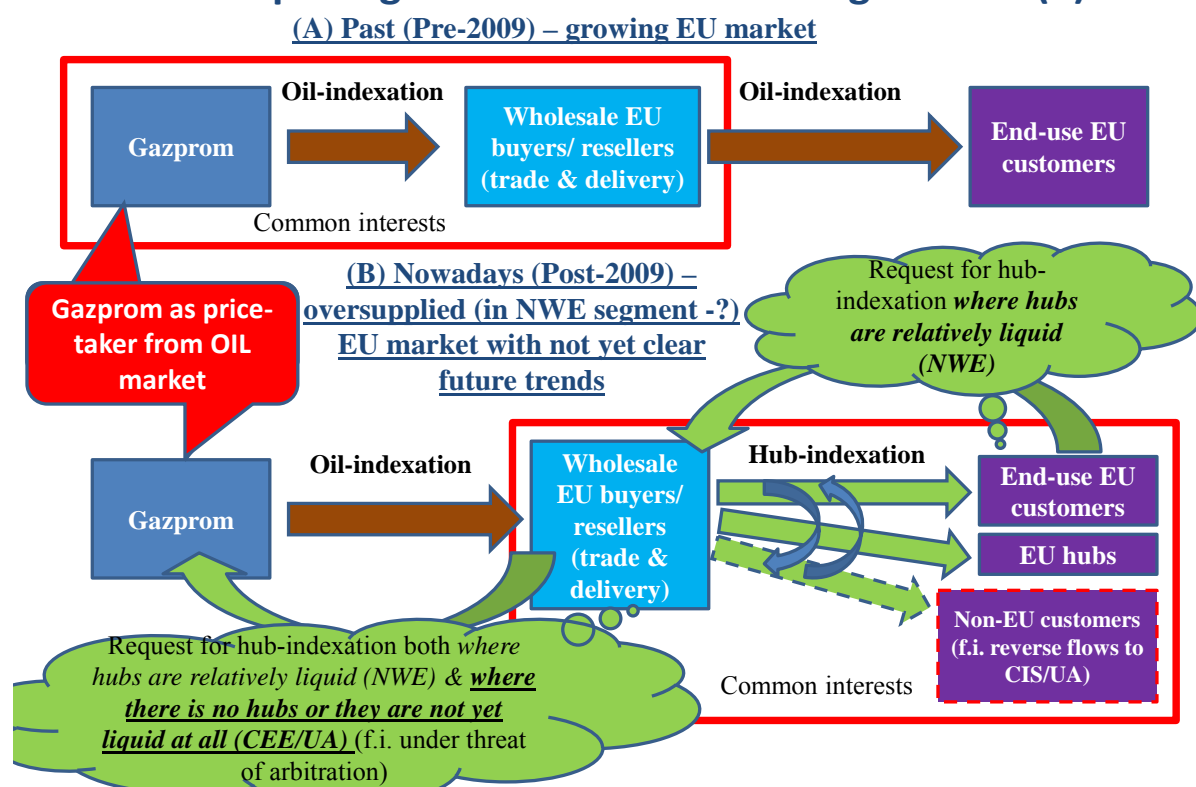 (A) Past (Pre-2009) – growing EU market
Oil-indexation
Oil-indexation
Gazprom
Wholesale EU
buyers/ resellers
(trade & delivery)
End-use EU
customers
Common interests
Gazprom as price-
taker from OIL
market
(B) Nowadays (Post-2009) –
oversupplied (in NWE segment -?)
EU market with not yet clear
future trends
Request for hub-
indexation where hubs
are relatively liquid
(NWE)
Gazprom
Oil-indexation
Wholesale
EU buyers/
resellers
(trade &
delivery)
Hub-indexation
End-use EU
customers
EU hubs
Non-EU customers
(f.i. reverse flows to
CIS/UA)
Common interests
Request for hub-indexation both where
hubs are relatively liquid (NWE) & where
there is no hubs or they are not yet
liquid at all (CEE/UA) (f.i. under threat
of arbitration)